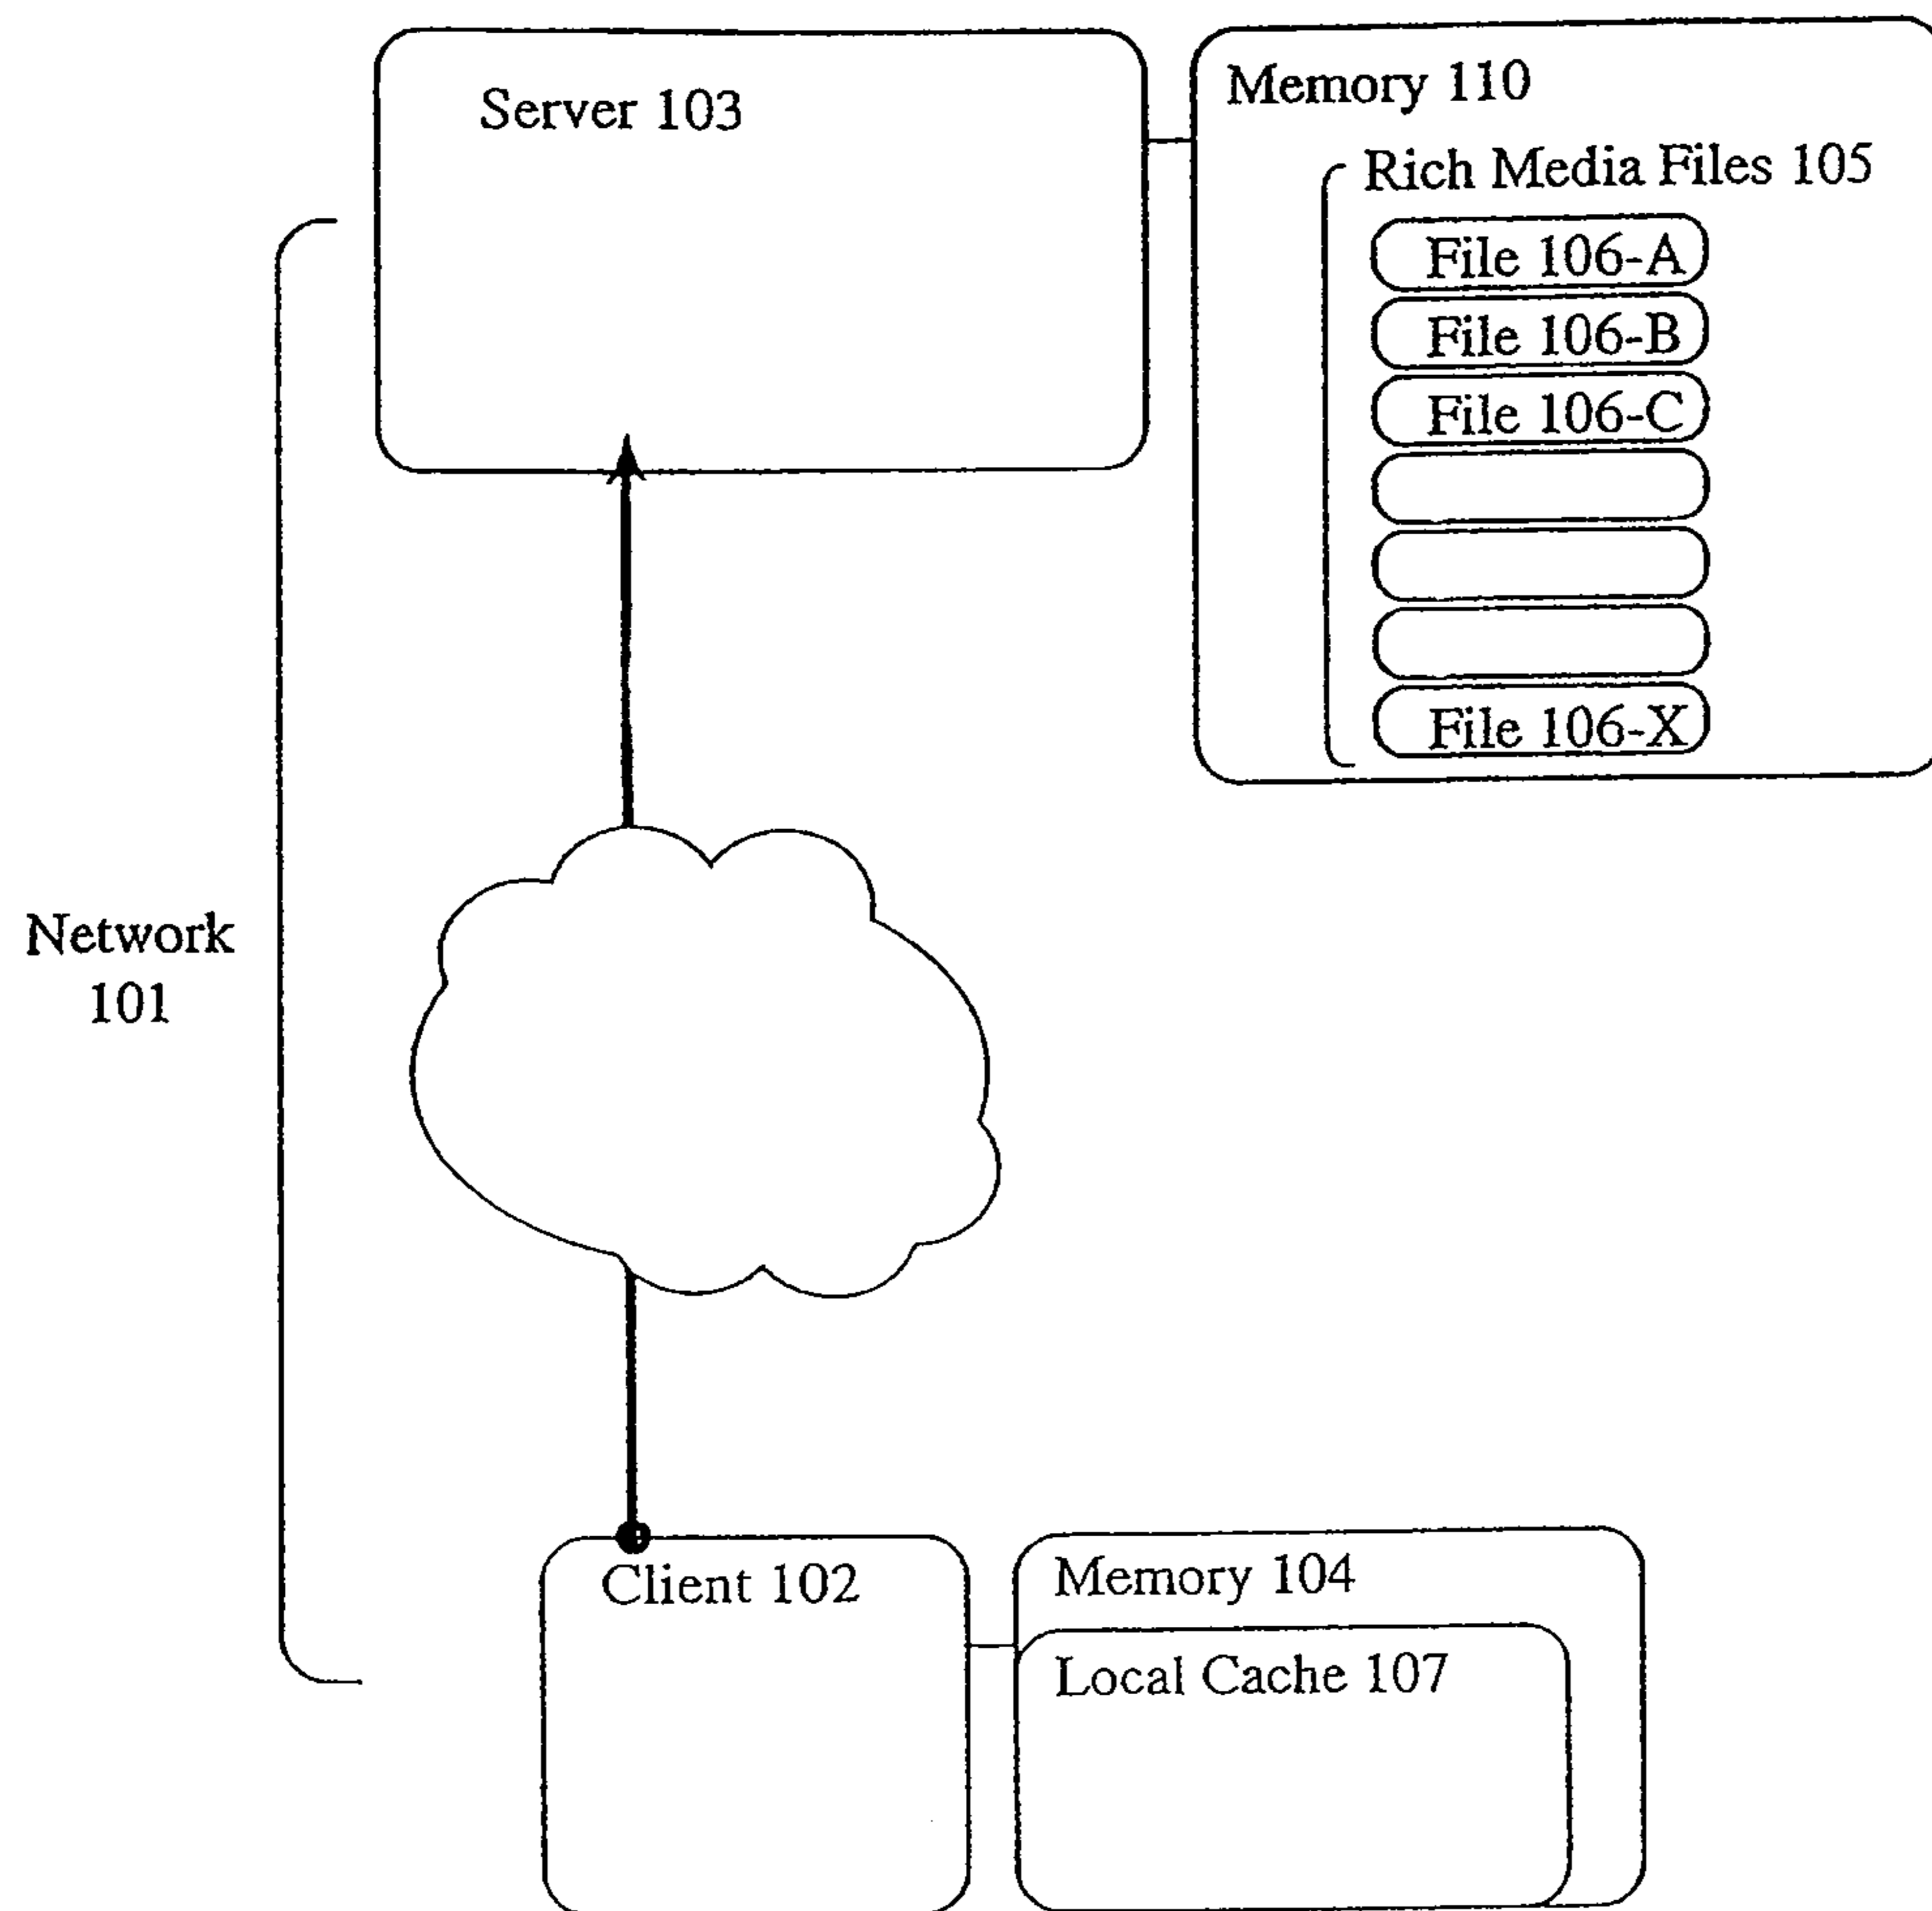 Server 103
Memory 110
Rich Media Files 105
File 106-A
File 106-B
File 106-C
File 106-X
Network
101
Client 102
Memory 104
Local Cache 107